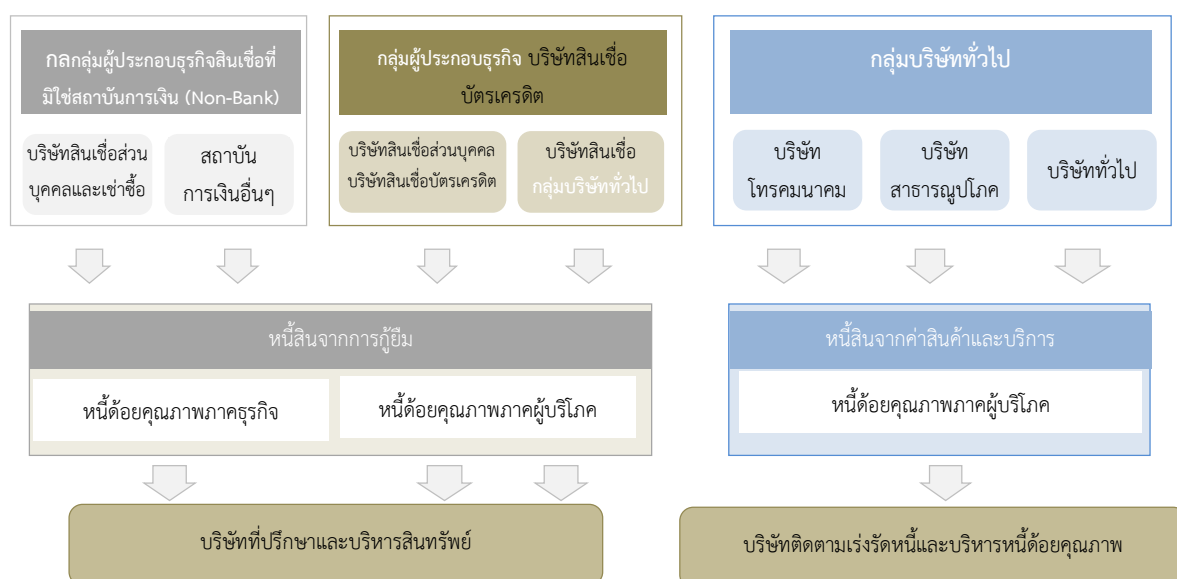 กลกลุ่มผู้ประกอบธุรกิจสินเชื่อที่
มิใช่สถาบันการเงิน (Non-Bank)
บริษัทสินเชื่อส่วน
บุคคลและเช่าซื้อ
สถาบัน
การเงินอื่นๆ
กลุ่มผู้ประกอบธุรกิจ บริษัทสินเชื่อ
บัตรเครดิต
บริษัทสินเชื่อส่วนบุคคล
บริษัทสินเชื่อบัตรเครดิต
บริษัทสินเชื่อ
กลุ่มบริษัททั่วไป
กลุ่มบริษัททั่วไป
บริษัท
โทรคมนาคม
บริษัท
สาธารณูปโภค
บริษัททั่วไป
หนี้สินจากการกู้ยืม
หนี้ด้อยคุณภาพภาคธุรกิจ
หนี้ด้อยคุณภาพภาคผู้บริโภค
หนี้สินจากค่าสินค้าและบริการ
หนี้ด้อยคุณภาพภาคผู้บริโภค
บริษัทที่ปรึกษาและบริหารสินทรัพย์
บริษัทติดตามเร่งรัดหนี้และบริหารหนี้ด้อยคุณภาพ